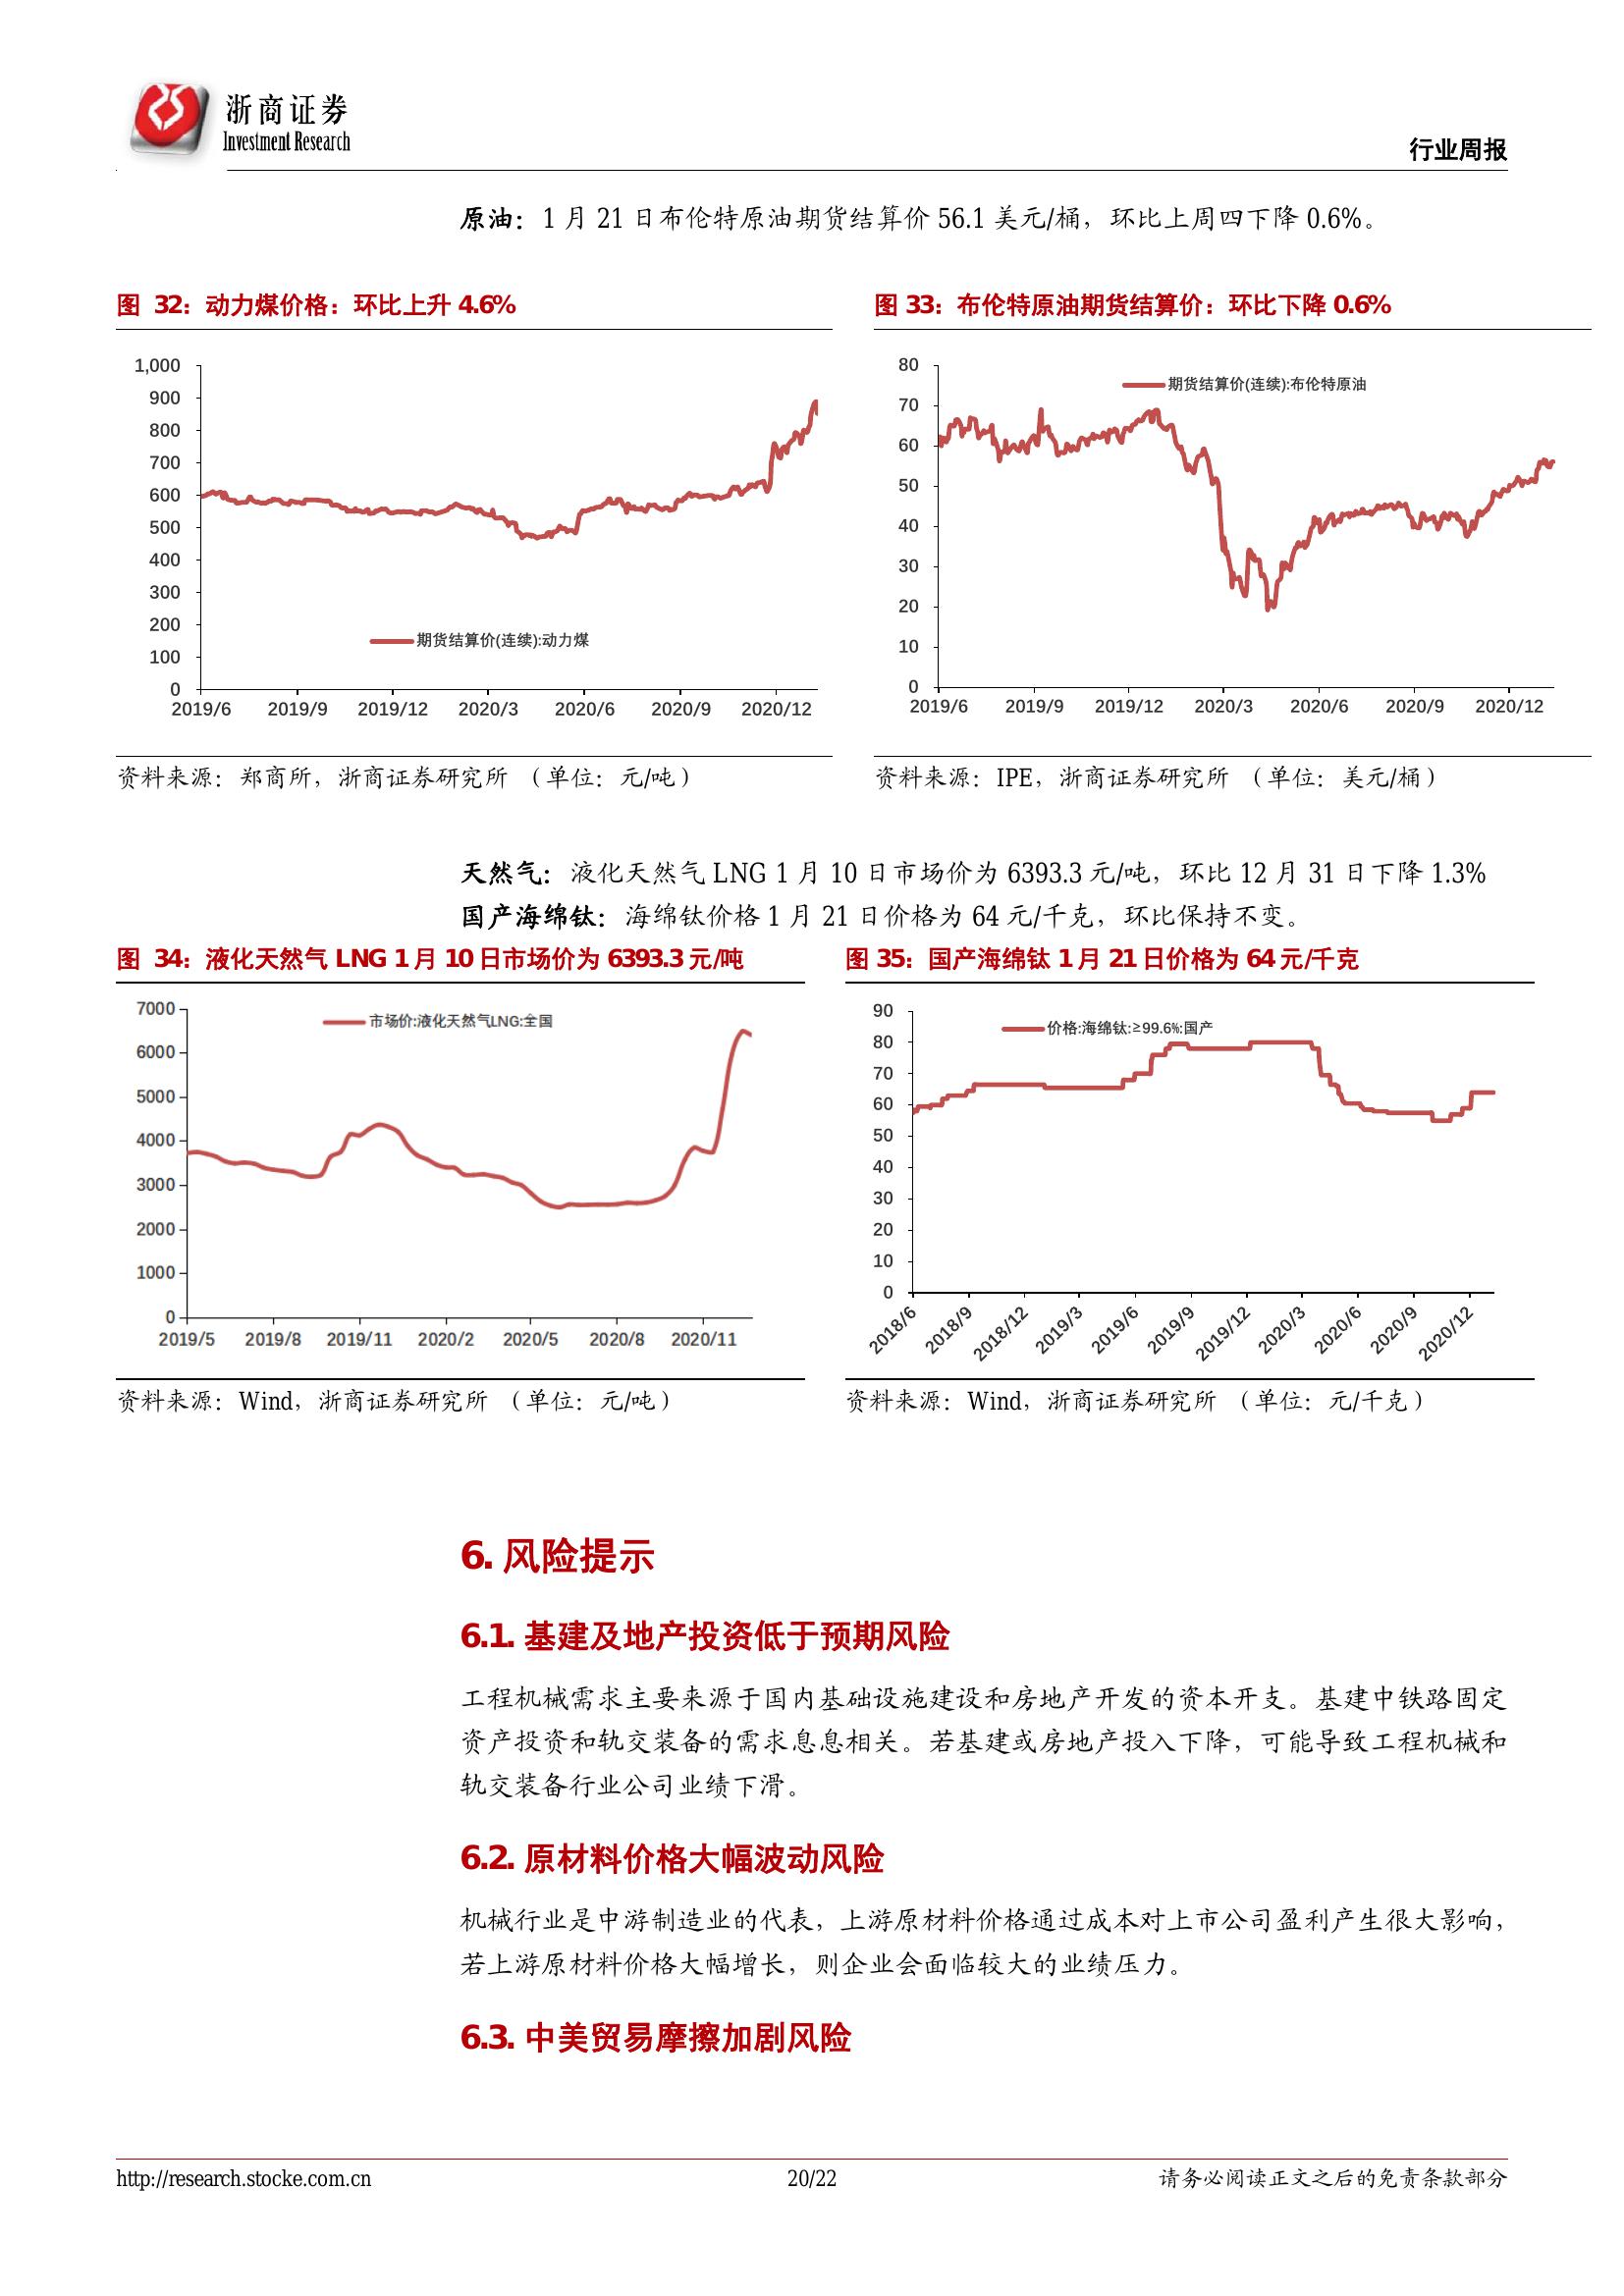 浙商证券
Investment Research
行业周报
原油：1 月 21 日布伦特原油期货结算价 56.1 美元/桶，环比上周四下降 0.6%。
图 32：动力煤价格：环比上升 4.6%
1,000
900
800
700
600
500
400
300
200
100
0
期货结算价(连续):动力煤
2019/6 2019/9 2019/12 2020/3 2020/6 2020/9 2020/12
资料来源：郑商所，浙商证券研究所 （单位：元/吨）
图 33：布伦特原油期货结算价：环比下降 0.6%
80
70
60
50
40
30
20
10
0
期货结算价(连续):布伦特原油
2019/6 2019/9 2019/12 2020/3 2020/6 2020/9 2020/12
资料来源：IPE，浙商证券研究所 （单位：美元/桶）
天然气：液化天然气 LNG 1 月 10 日市场价为 6393.3 元/吨，环比 12 月 31 日下降 1.3%
国产海绵钛：海绵钛价格 1 月 21 日价格为 64 元/千克，环比保持不变。
图 34：液化天然气 LNG 1 月 10 日市场价为 6393.3 元/吨
7000
6000
5000
4000
3000
2000
1000
0
市场价:液化天然气LNG:全国
2019/5 2019/8 2019/11 2020/2 2020/5 2020/8 2020/11
资料来源：Wind，浙商证券研究所 （单位：元/吨）
图 35：国产海绵钛 1 月 21 日价格为 64 元/千克
90
80
70
60
50
40
30
20
10
0
价格:海绵钛:≥99.6%:国产
2018/6 2018/9 2018/12 2019/3 2019/6 2019/9 2019/12 2020/3 2020/6 2020/9 2020/12
资料来源：Wind，浙商证券研究所 （单位：元/千克）
6. 风险提示
6.1. 基建及地产投资低于预期风险
工程机械需求主要来源于国内基础设施建设和房地产开发的资本开支。基建中铁路固定
资产投资和轨交装备的需求息息相关。若基建或房地产投入下降，可能导致工程机械和
轨交装备行业公司业绩下滑。
6.2. 原材料价格大幅波动风险
机械行业是中游制造业的代表，上游原材料价格通过成本对上市公司盈利产生很大影响，
若上游原材料价格大幅增长，则企业会面临较大的业绩压力。
6.3. 中美贸易摩擦加剧风险
http://research.stocke.com.cn
20/22
请务必阅读正文之后的免责条款部分